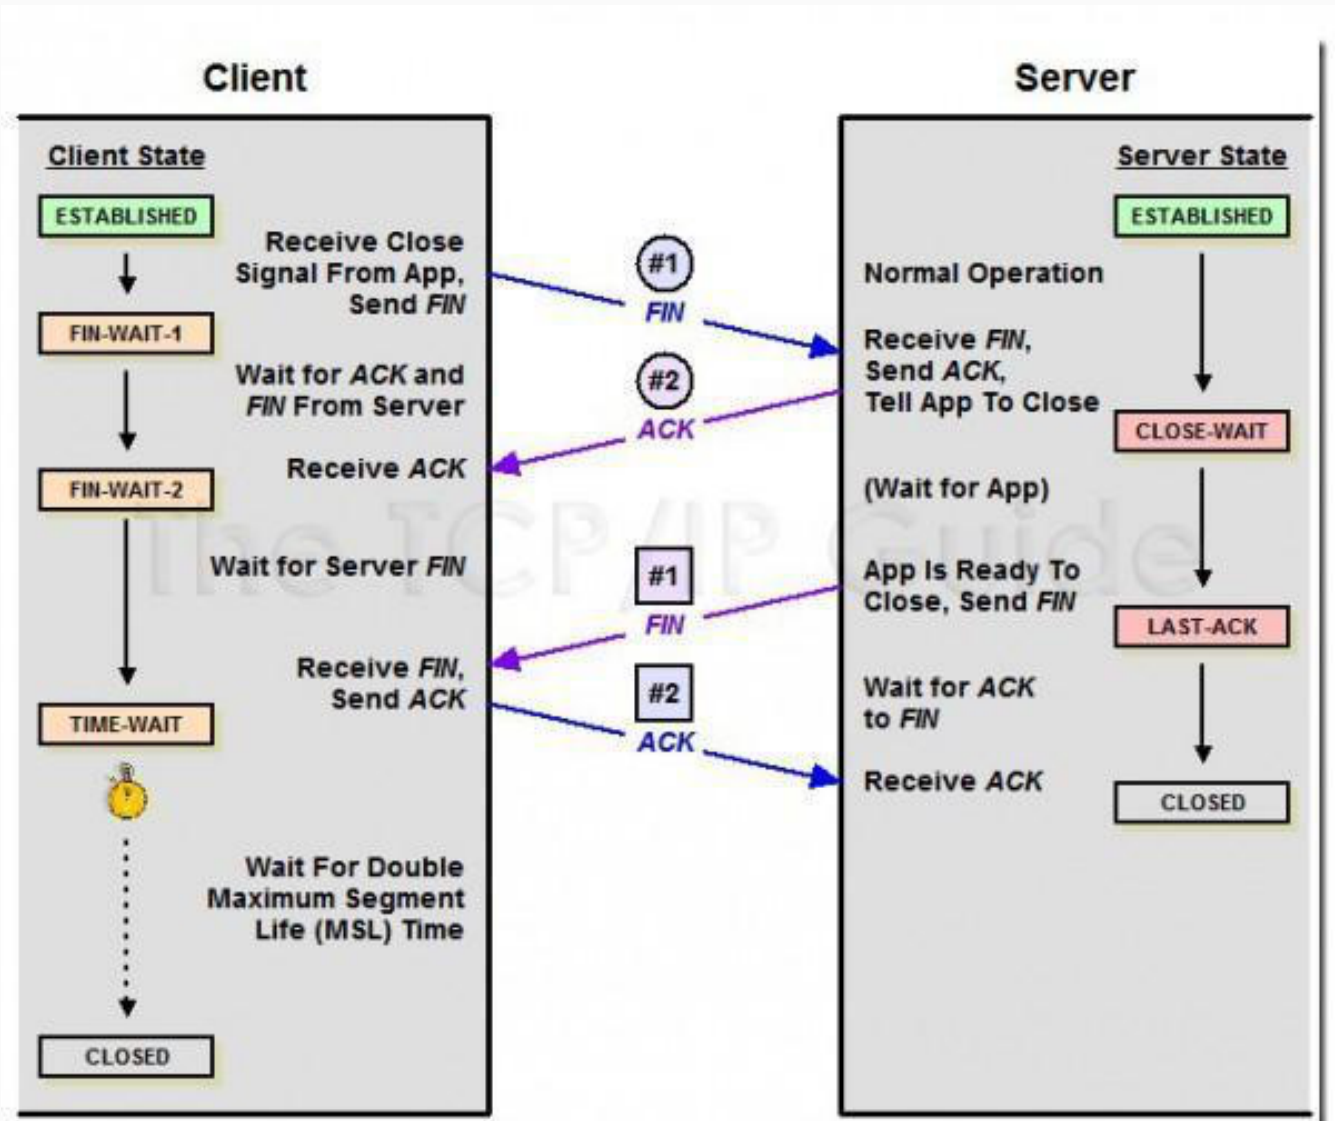 Client
Server
Client State
ESTABLISHED
Receive Close
Signal From App,
Send FIN
FIN-WAIT-1
Wait for ACK and
FIN From Server
Receive ACK
FIN-WAIT-2
Wait for Server FIN
Receive FIN,
Send ACK
TIME-WAIT
Wait For Double
Maximum Segment
Life (MSL) Time
CLOSED
#1
FIN
#2
ACK
#1
FIN
#2
ACK
Server State
ESTABLISHED
Normal Operation
Receive FIN,
Send ACK,
Tell App To Close
CLOSE-WAIT
(Wait for App)
App Is Ready To
Close, Send FIN
LAST-ACK
Wait for ACK
to FIN
Receive ACK
CLOSED
The TCP/IP Guide